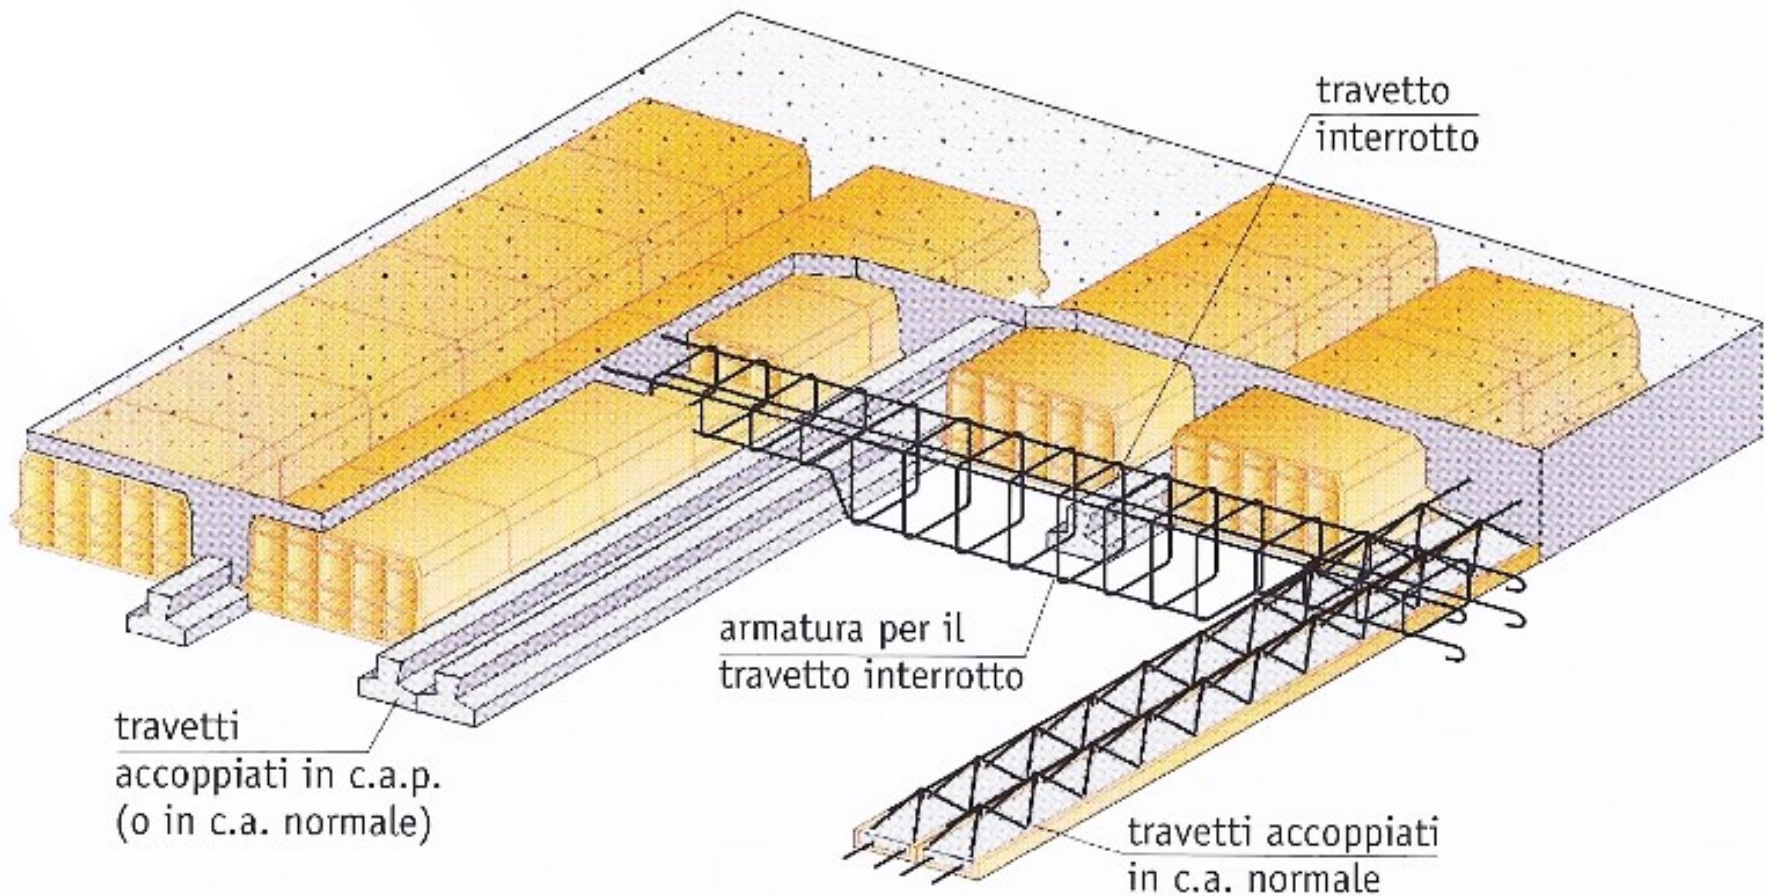 travetto
interrotto
armatura per il
travetto interrotto
travetti
accoppiati in c.a.p.
(o in c.a. normale)
travetti accoppiati
in c.a. normale